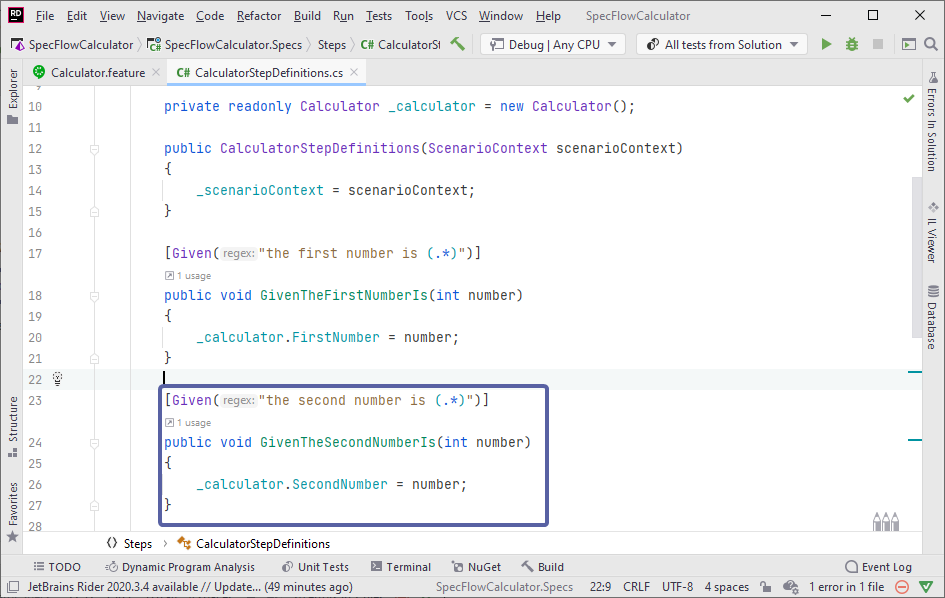 RD File Edit View Navigate Code Refactor Build Run Tests Tools VCS Window Help SpecFlowCalculator
SpecFlowCalculator SpecFlowCalculator.Specs Steps C# CalculatorSt Debug | Any CPU All tests from Solution
Explorer
Calculator.feature C# CalculatorStepDefinitions.cs
9
10 private readonly Calculator _calculator = new Calculator();
11
12 public CalculatorStepDefinitions(ScenarioContext scenarioContext)
13 {
14 _scenarioContext = scenarioContext;
15 }
16
17 [Given( regex: "the first number is (.*)")]
1 usage
18 public void GivenTheFirstNumberIs(int number)
19 {
20 _calculator.FirstNumber = number;
21 }
22
23 [Given( regex: "the second number is (.*)")]
1 usage
24 public void GivenTheSecondNumberIs(int number)
25 {
26 _calculator.SecondNumber = number;
27 }
28
Structure
Favorites
Errors In Solution
IL Viewer
Database
Steps CalculatorStepDefinitions
TODO Dynamic Program Analysis Unit Tests Terminal NuGet Build Event Log
JetBrains Rider 2020.3.4 available // Update... (49 minutes ago) SpecFlowCalculator.Specs 22:9 CRLF UTF-8 4 spaces 1 error in 1 file